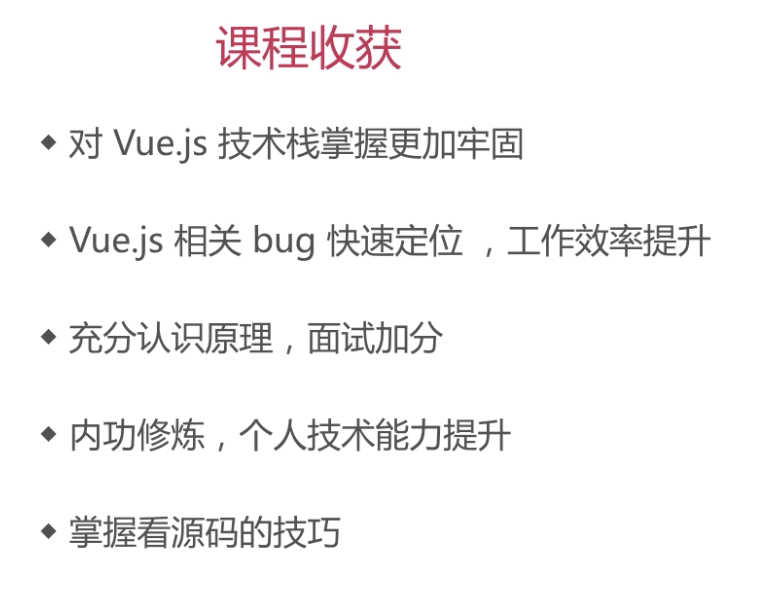 课程收获
◆ 对 Vue.js 技术栈掌握更加牢固
◆ Vue.js 相关 bug 快速定位 ，工作效率提升
◆ 充分认识原理，面试加分
◆ 内功修炼，个人技术能力提升
◆ 掌握看源码的技巧